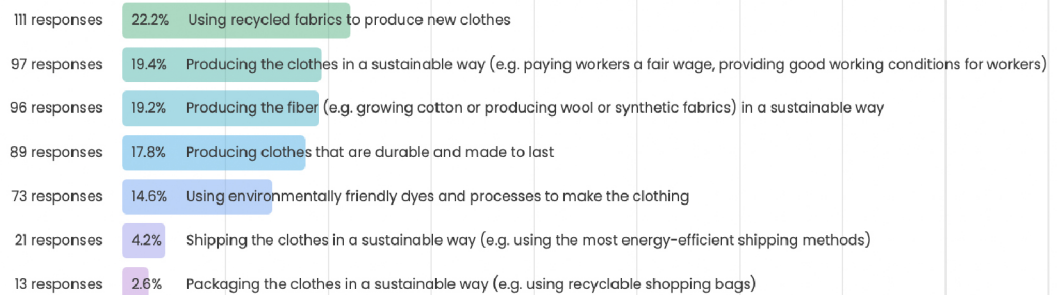 111 responses 22.2% Using recycled fabrics to produce new clothes
97 responses 19.4% Producing the clothes in a sustainable way (e.g. paying workers a fair wage, providing good working conditions for workers)
96 responses 19.2% Producing the fiber (e.g. growing cotton or producing wool or synthetic fabrics) in a sustainable way
89 responses 17.8% Producing clothes that are durable and made to last
73 responses 14.6% Using environmentally friendly dyes and processes to make the clothing
21 responses 4.2% Shipping the clothes in a sustainable way (e.g. using the most energy-efficient shipping methods)
13 responses 2.6% Packaging the clothes in a sustainable way (e.g. using recyclable shopping bags)